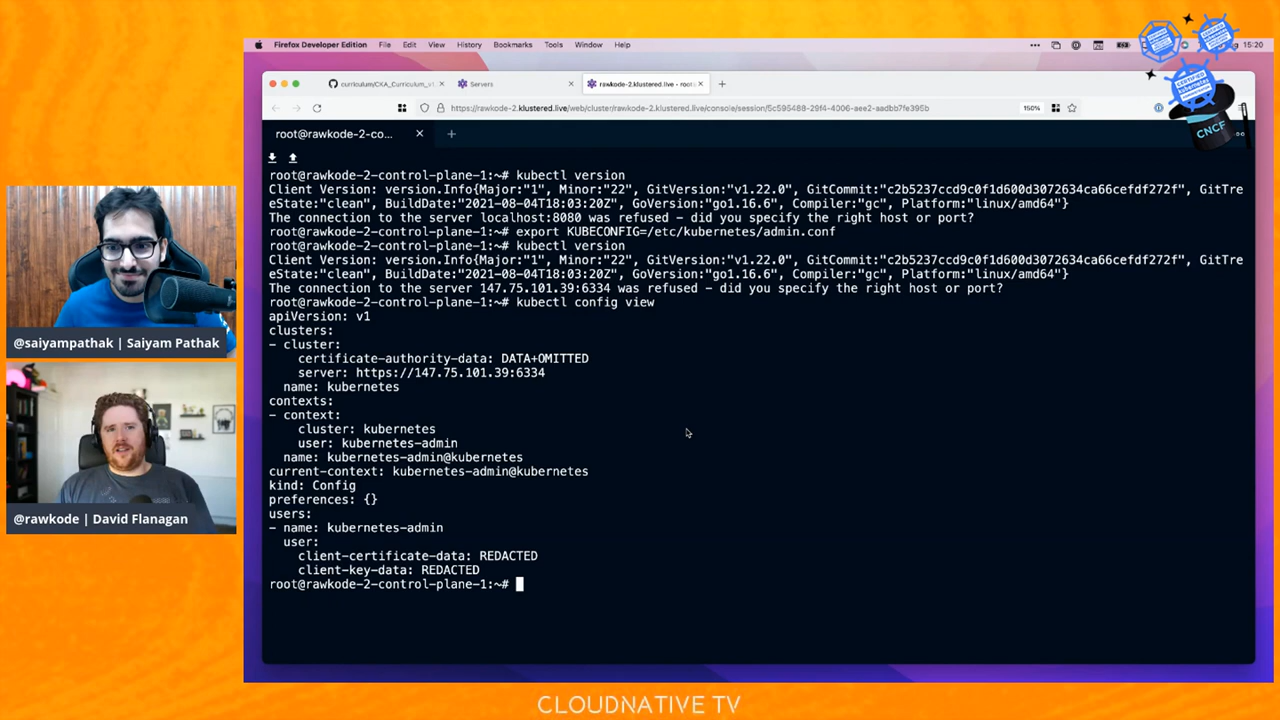 Firefox Developer Edition File Edit View History Bookmarks Tools Window Help
15:20
curriculum/CKA_Curriculum_v1
Servers
rawkode-2.klustered.live - root
https://rawkode-2.klustered.live/web/cluster/rawkode-2.klustered.live/console/session/5c595488-29f4-4006-aee2-aadbb7fe395b
150%
CERTIFIED
kubernetes
CNCF
root@rawkode-2-co...
root@rawkode-2-control-plane-1:~# kubectl version
Client Version: version.Info{Major:"1", Minor:"22", GitVersion:"v1.22.0", GitCommit:"c2b5237ccd9c0f1d600d3072634ca66cefdf272f", GitTre
eState:"clean", BuildDate:"2021-08-04T18:03:20Z", GoVersion:"go1.16.6", Compiler:"gc", Platform:"linux/amd64"}
The connection to the server localhost:8080 was refused - did you specify the right host or port?
root@rawkode-2-control-plane-1:~# export KUBECONFIG=/etc/kubernetes/admin.conf
root@rawkode-2-control-plane-1:~# kubectl version
Client Version: version.Info{Major:"1", Minor:"22", GitVersion:"v1.22.0", GitCommit:"c2b5237ccd9c0f1d600d3072634ca66cefdf272f", GitTre
eState:"clean", BuildDate:"2021-08-04T18:03:20Z", GoVersion:"go1.16.6", Compiler:"gc", Platform:"linux/amd64"}
The connection to the server 147.75.101.39:6334 was refused - did you specify the right host or port?
root@rawkode-2-control-plane-1:~# kubectl config view
apiVersion: v1
clusters:
- cluster:
    certificate-authority-data: DATA+OMITTED
    server: https://147.75.101.39:6334
  name: kubernetes
contexts:
- context:
    cluster: kubernetes
    user: kubernetes-admin
  name: kubernetes-admin@kubernetes
current-context: kubernetes-admin@kubernetes
kind: Config
preferences: {}
users:
- name: kubernetes-admin
  user:
    client-certificate-data: REDACTED
    client-key-data: REDACTED
root@rawkode-2-control-plane-1:~#
@saiyampathak | Saiyam Pathak
@rawkode | David Flanagan
CLOUDNATIVE TV